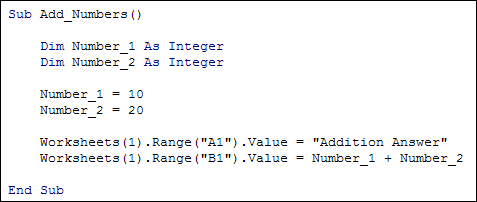 Sub Add_Numbers()
Dim Number_1 As Integer
Dim Number_2 As Integer
Number_1 = 10
Number_2 = 20
Worksheets(1).Range("A1").Value = "Addition Answer"
Worksheets(1).Range("B1").Value = Number_1 + Number_2
End Sub